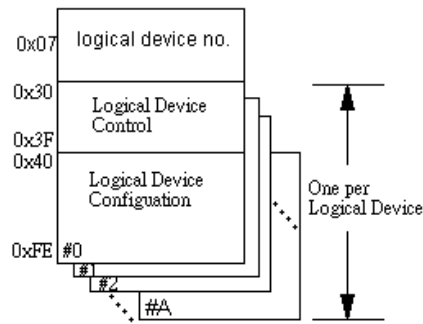 0x07 logical device no.
0x30
Logical Device
Control
0x3F
0x40
Logical Device
Configuation
One per
Logical Device
0xFE #0
#1
#2
#A